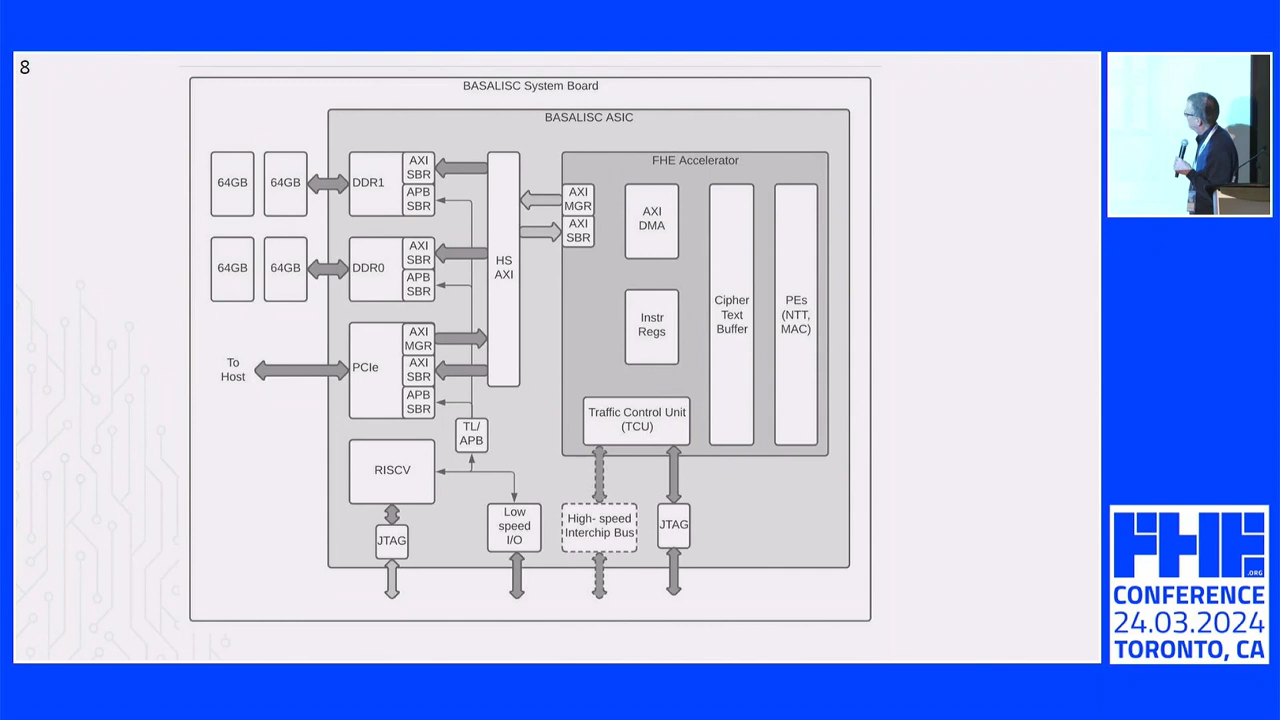 8
BASALISC System Board
BASALISC ASIC
FHE Accelerator
64GB
64GB
DDR1
AXI
SBR
APB
SBR
64GB
64GB
DDR0
AXI
SBR
APB
SBR
To
Host
PCIe
AXI
MGR
AXI
SBR
APB
SBR
HS
AXI
AXI
MGR
AXI
SBR
AXI
DMA
Instr
Regs
Cipher
Text
Buffer
PEs
(NTT,
MAC)
Traffic Control Unit
(TCU)
TL/
APB
RISCV
JTAG
Low
speed
I/O
High- speed
Interchip Bus
JTAG
FHE
.ORG
CONFERENCE
24.03.2024
TORONTO, CA